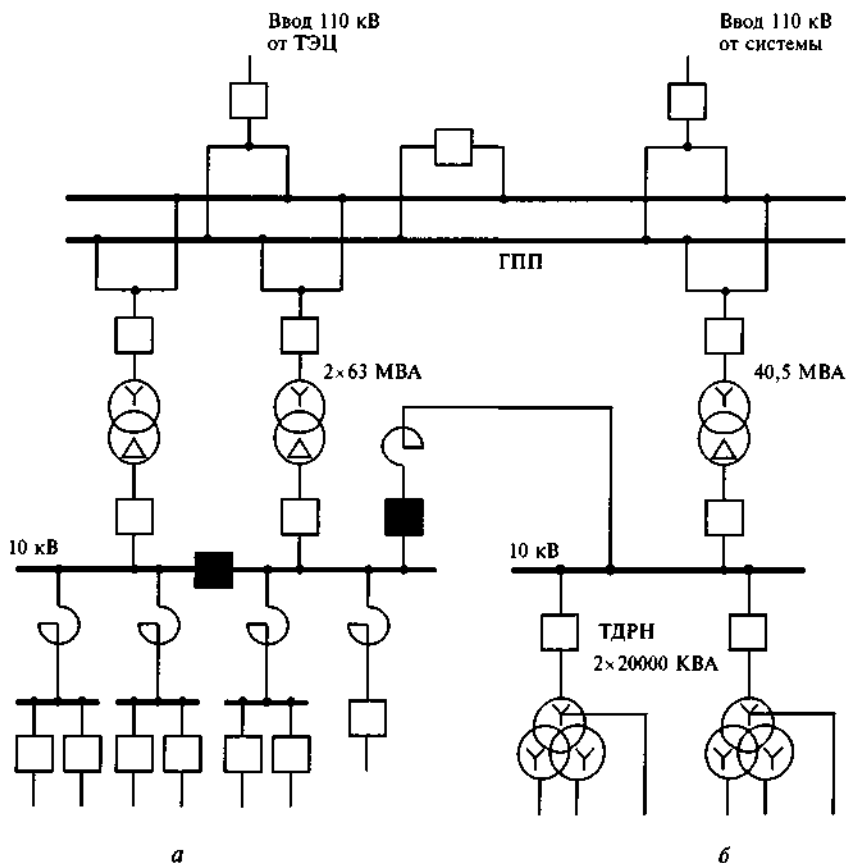 Ввод 110 кВ
от ТЭЦ
Ввод 110 кВ
от системы
ГПП
2×63 МВА
40,5 МВА
10 кВ
10 кВ
ТДРН
2×20000 КВА
а
б